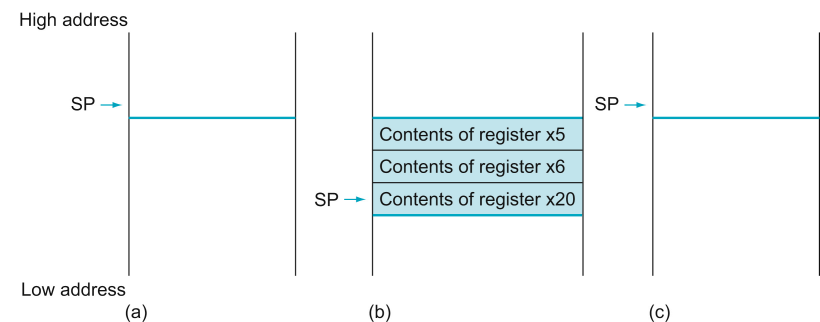 High address
SP
SP
Contents of register x5
Contents of register x6
SP
Contents of register x20
Low address
(a)
(b)
(c)